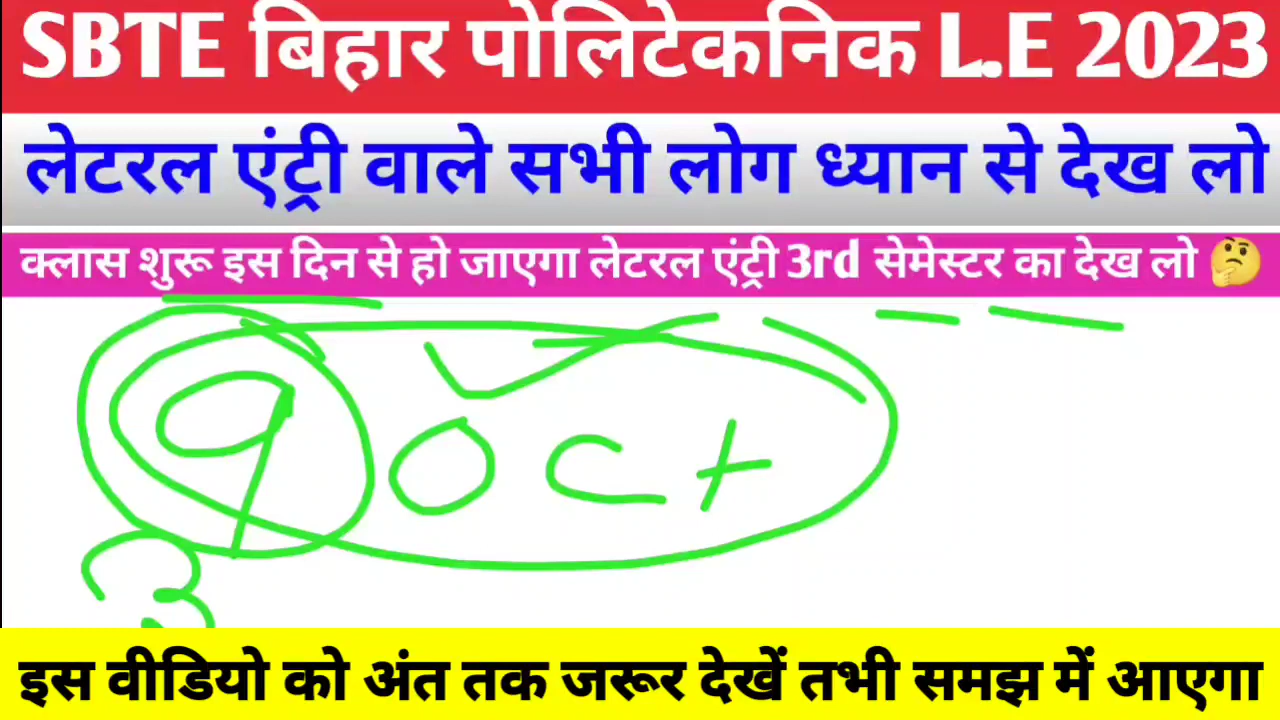 SBTE बिहार पोलिटेकनिक L.E 2023
लेटरल एंट्री वाले सभी लोग ध्यान से देख लो
क्लास शुरू इस दिन से हो जाएगा लेटरल एंट्री 3rd सेमेस्टर का देख लो 🤔
9 Oct
3
इस वीडियो को अंत तक जरूर देखें तभी समझ में आएगा